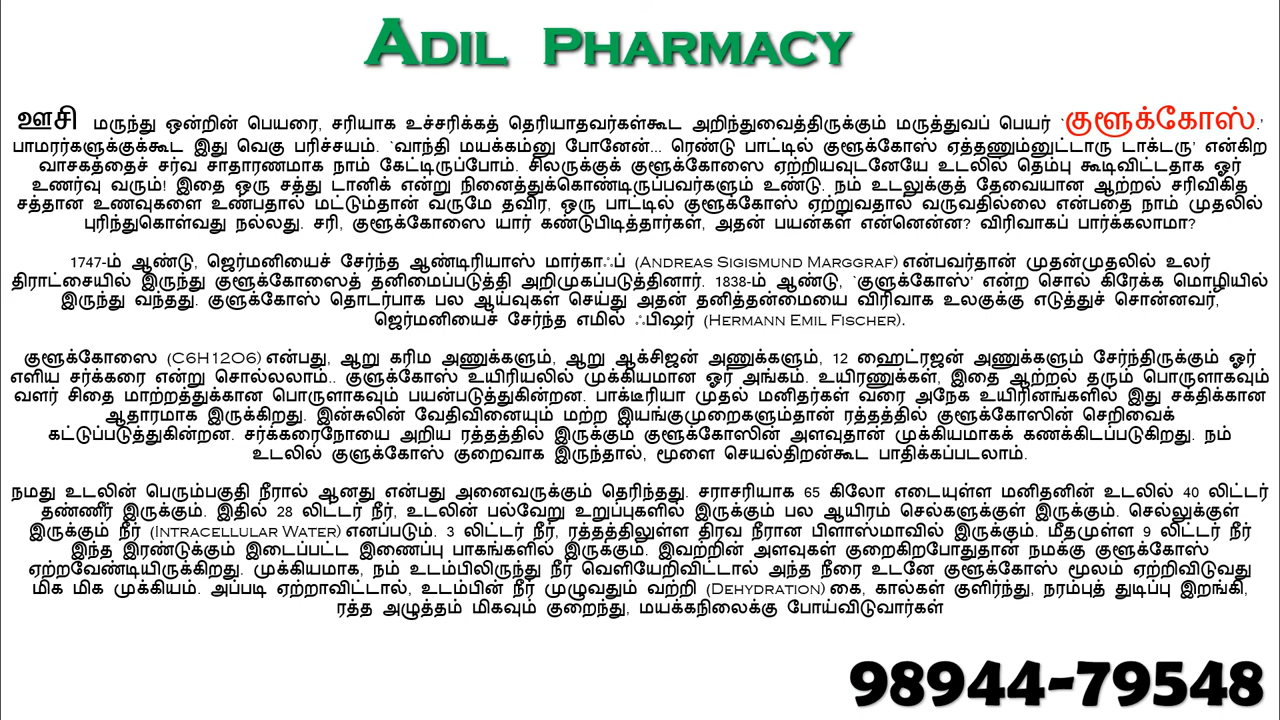 ADIL PHARMACY
ஊசி மருந்து ஒன்றின் பெயரை, சரியாக உச்சரிக்கத் தெரியாதவர்கள்கூட அறிந்துவைத்திருக்கும் மருத்துவப் பெயர் `குளூக்கோஸ்.'
பாமரர்களுக்குக்கூட இது வெகு பரிச்சயம். `வாந்தி மயக்கம்னு போனேன்... ரெண்டு பாட்டில் குளூக்கோஸ் ஏத்தணும்னுட்டாரு டாக்டரு' என்கிற
வாசகத்தைச் சர்வ சாதாரணமாக நாம் கேட்டிருப்போம். சிலருக்குக் குளூக்கோஸை ஏற்றியவுடனேயே உடலில் தெம்பு கூடிவிட்டதாக ஓர்
உணர்வு வரும்! இதை ஒரு சத்து டானிக் என்று நினைத்துக்கொண்டிருப்பவர்களும் உண்டு. நம் உடலுக்குத் தேவையான ஆற்றல் சரிவிகித
சத்தான உணவுகளை உண்பதால் மட்டும்தான் வருமே தவிர, ஒரு பாட்டில் குளூக்கோஸ் ஏற்றுவதால் வருவதில்லை என்பதை நாம் முதலில்
புரிந்துகொள்வது நல்லது. சரி, குளூக்கோஸை யார் கண்டுபிடித்தார்கள், அதன் பயன்கள் என்னென்ன? விரிவாகப் பார்க்கலாமா?
1747-ம் ஆண்டு, ஜெர்மனியைச் சேர்ந்த ஆண்டிரியாஸ் மார்காஃப் (ANDREAS SIGISMUND MARGGRAF) என்பவர்தான் முதன்முதலில் உலர்
திராட்சையில் இருந்து குளூக்கோஸைத் தனிமைப்படுத்தி அறிமுகப்படுத்தினார். 1838-ம் ஆண்டு, `குளுக்கோஸ்' என்ற சொல் கிரேக்க மொழியில்
இருந்து வந்தது. குளுக்கோஸ் தொடர்பாக பல ஆய்வுகள் செய்து அதன் தனித்தன்மையை விரிவாக உலகுக்கு எடுத்துச் சொன்னவர்,
ஜெர்மனியைச் சேர்ந்த எமில் ஃபிஷர் (HERMANN EMIL FISCHER).
குளூக்கோஸை (C6H12O6) என்பது, ஆறு கரிம அணுக்களும், ஆறு ஆக்சிஜன் அணுக்களும், 12 ஹைட்ரஜன் அணுக்களும் சேர்ந்திருக்கும் ஓர்
எளிய சர்க்கரை என்று சொல்லலாம்.. குளுக்கோஸ் உயிரியலில் முக்கியமான ஓர் அங்கம். உயிரணுக்கள், இதை ஆற்றல் தரும் பொருளாகவும்
வளர் சிதை மாற்றத்துக்கான பொருளாகவும் பயன்படுத்துகின்றன. பாக்டீரியா முதல் மனிதர்கள் வரை அநேக உயிரினங்களில் இது சக்திக்கான
ஆதாரமாக இருக்கிறது. இன்சுலின் வேதிவினையும் மற்ற இயங்குமுறைகளும்தான் ரத்தத்தில் குளூக்கோஸின் செறிவைக்
கட்டுப்படுத்துகின்றன. சர்க்கரைநோயை அறிய ரத்தத்தில் இருக்கும் குளூக்கோஸின் அளவுதான் முக்கியமாகக் கணக்கிடப்படுகிறது. நம்
உடலில் குளுக்கோஸ் குறைவாக இருந்தால், மூளை செயல்திறன்கூட பாதிக்கப்படலாம்.
நமது உடலின் பெரும்பகுதி நீரால் ஆனது என்பது அனைவருக்கும் தெரிந்தது. சராசரியாக 65 கிலோ எடையுள்ள மனிதனின் உடலில் 40 லிட்டர்
தண்ணீர் இருக்கும். இதில் 28 லிட்டர் நீர், உடலின் பல்வேறு உறுப்புகளில் இருக்கும் பல ஆயிரம் செல்களுக்குள் இருக்கும். செல்லுக்குள்
இருக்கும் நீர் (INTRACELLULAR WATER) எனப்படும். 3 லிட்டர் நீர், ரத்தத்திலுள்ள திரவ நீரான பிளாஸ்மாவில் இருக்கும். மீதமுள்ள 9 லிட்டர் நீர்
இந்த இரண்டுக்கும் இடைப்பட்ட இணைப்பு பாகங்களில் இருக்கும். இவற்றின் அளவுகள் குறைகிறபோதுதான் நமக்கு குளூக்கோஸ்
ஏற்றவேண்டியிருக்கிறது. முக்கியமாக, நம் உடம்பிலிருந்து நீர் வெளியேறிவிட்டால் அந்த நீரை உடனே குளூக்கோஸ் மூலம் ஏற்றிவிடுவது
மிக மிக முக்கியம். அப்படி ஏற்றாவிட்டால், உடம்பின் நீர் முழுவதும் வற்றி (DEHYDRATION) கை, கால்கள் குளிர்ந்து, நரம்புத் துடிப்பு இறங்கி,
ரத்த அழுத்தம் மிகவும் குறைந்து, மயக்கநிலைக்கு போய்விடுவார்கள்
98944-79548